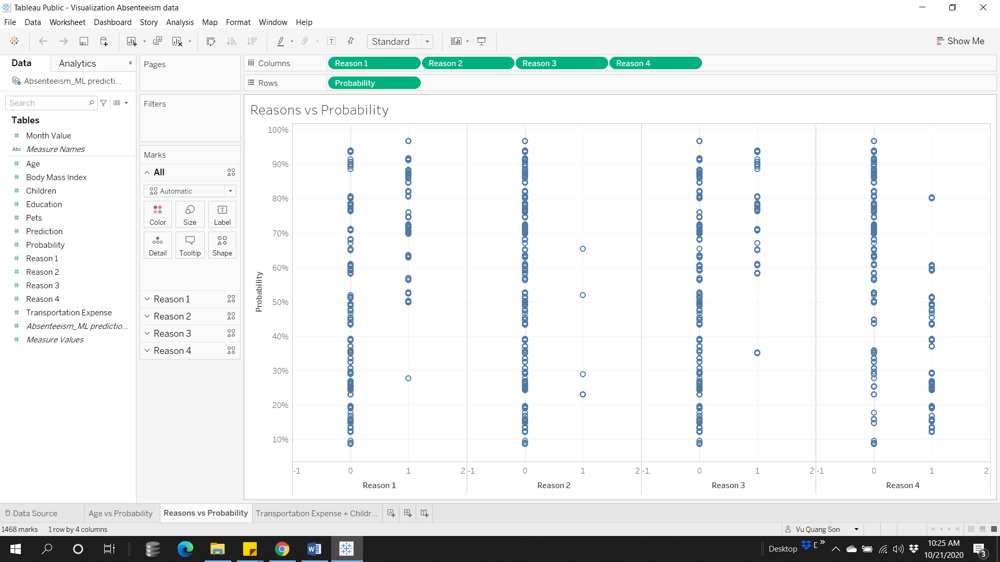 Tableau Public - Visualization Absenteeism data
File Data Worksheet Dashboard Story Analysis Map Format Window Help
Standard
Show Me
Data Analytics
Absenteeism_ML predicti...
Search
Tables
# Month Value
Abc Measure Names
# Age
# Body Mass Index
# Children
# Education
# Pets
# Prediction
# Probability
# Reason 1
# Reason 2
# Reason 3
# Reason 4
# Transportation Expense
# Absenteeism_ML predictio...
# Measure Values
Pages
Filters
Marks
All
Automatic
Color Size Label
Detail Tooltip Shape
Reason 1
Reason 2
Reason 3
Reason 4
Columns Reason 1 Reason 2 Reason 3 Reason 4
Rows Probability
Reasons vs Probability
100%
90%
80%
70%
60%
50%
40%
30%
20%
10%
Probability
-1 0 1 2 -1 0 1 2 -1 0 1 2 -1 0 1 2
Reason 1 Reason 2 Reason 3 Reason 4
Data Source Age vs Probability Reasons vs Probability Transportation Expense + Childr...
1468 marks 1 row by 4 columns
Vu Quang Son
Desktop
10:25 AM
10/21/2020
3